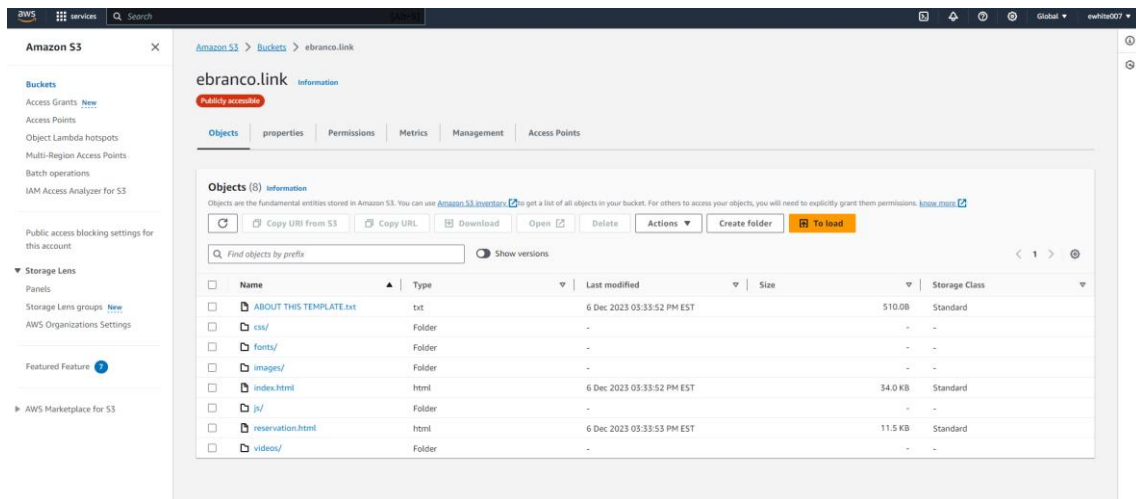 aws services Search [Alt+S] Global ewhite007
Amazon S3
Buckets
Access Grants New
Access Points
Object Lambda hotspots
Multi-Region Access Points
Batch operations
IAM Access Analyzer for S3
Public access blocking settings for
this account
Storage Lens
Panels
Storage Lens groups New
AWS Organizations Settings
Featured Feature 7
AWS Marketplace for S3
Amazon S3 > Buckets > ebranco.link
ebranco.link Information
Publicly accessible
Objects properties Permissions Metrics Management Access Points
Objects (8) Information
Objects are the fundamental entities stored in Amazon S3. You can use Amazon S3 inventory to get a list of all objects in your bucket. For others to access your objects, you will need to explicitly grant them permissions. know more
Copy URI from S3 Copy URL Download Open Delete Actions Create folder To load
Find objects by prefix Show versions 1
Name Type Last modified Size Storage Class
ABOUT THIS TEMPLATE.txt txt 6 Dec 2023 03:33:52 PM EST 510.0B Standard
css/ Folder - - -
fonts/ Folder - - -
images/ Folder - - -
index.html html 6 Dec 2023 03:33:52 PM EST 34.0 KB Standard
js/ Folder - - -
reservation.html html 6 Dec 2023 03:33:53 PM EST 11.5 KB Standard
videos/ Folder - - -